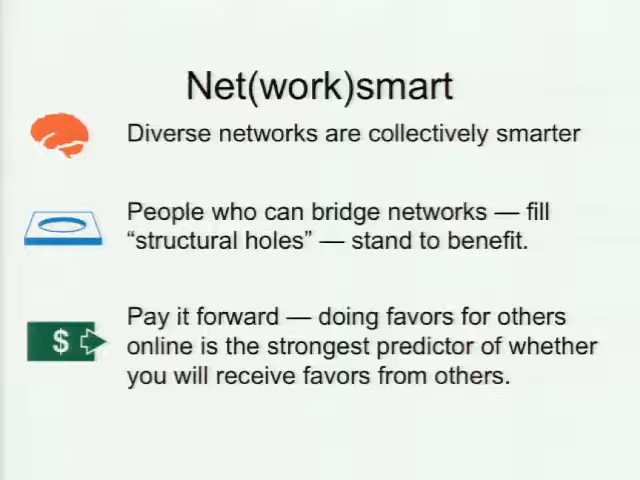 Net(work)smart
Diverse networks are collectively smarter
People who can bridge networks — fill
“structural holes” — stand to benefit.
$
Pay it forward — doing favors for others
online is the strongest predictor of whether
you will receive favors from others.